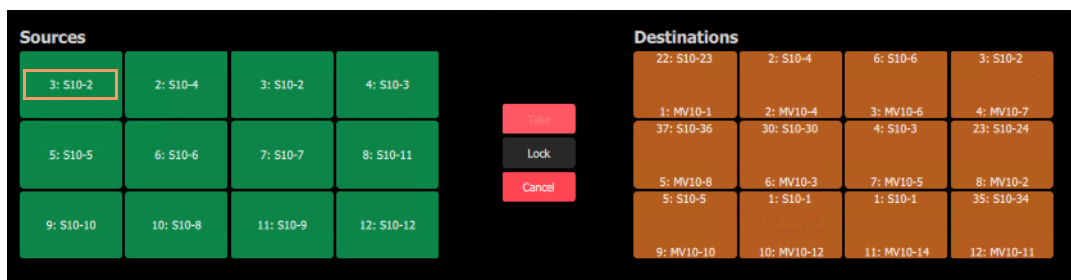 Sources
3: S10-2
2: S10-4
3: S10-2
4: S10-3
5: S10-5
6: S10-6
7: S10-7
8: S10-11
9: S10-10
10: S10-8
11: S10-9
12: S10-12
Take
Lock
Cancel
Destinations
22: S10-23
2: S10-4
6: S10-6
3: S10-2
1: MV10-1
2: MV10-4
3: MV10-6
4: MV10-7
37: S10-36
30: S10-30
4: S10-3
23: S10-24
5: MV10-8
6: MV10-3
7: MV10-5
8: MV10-2
5: S10-5
1: S10-1
1: S10-1
35: S10-34
9: MV10-10
10: MV10-12
11: MV10-14
12: MV10-11